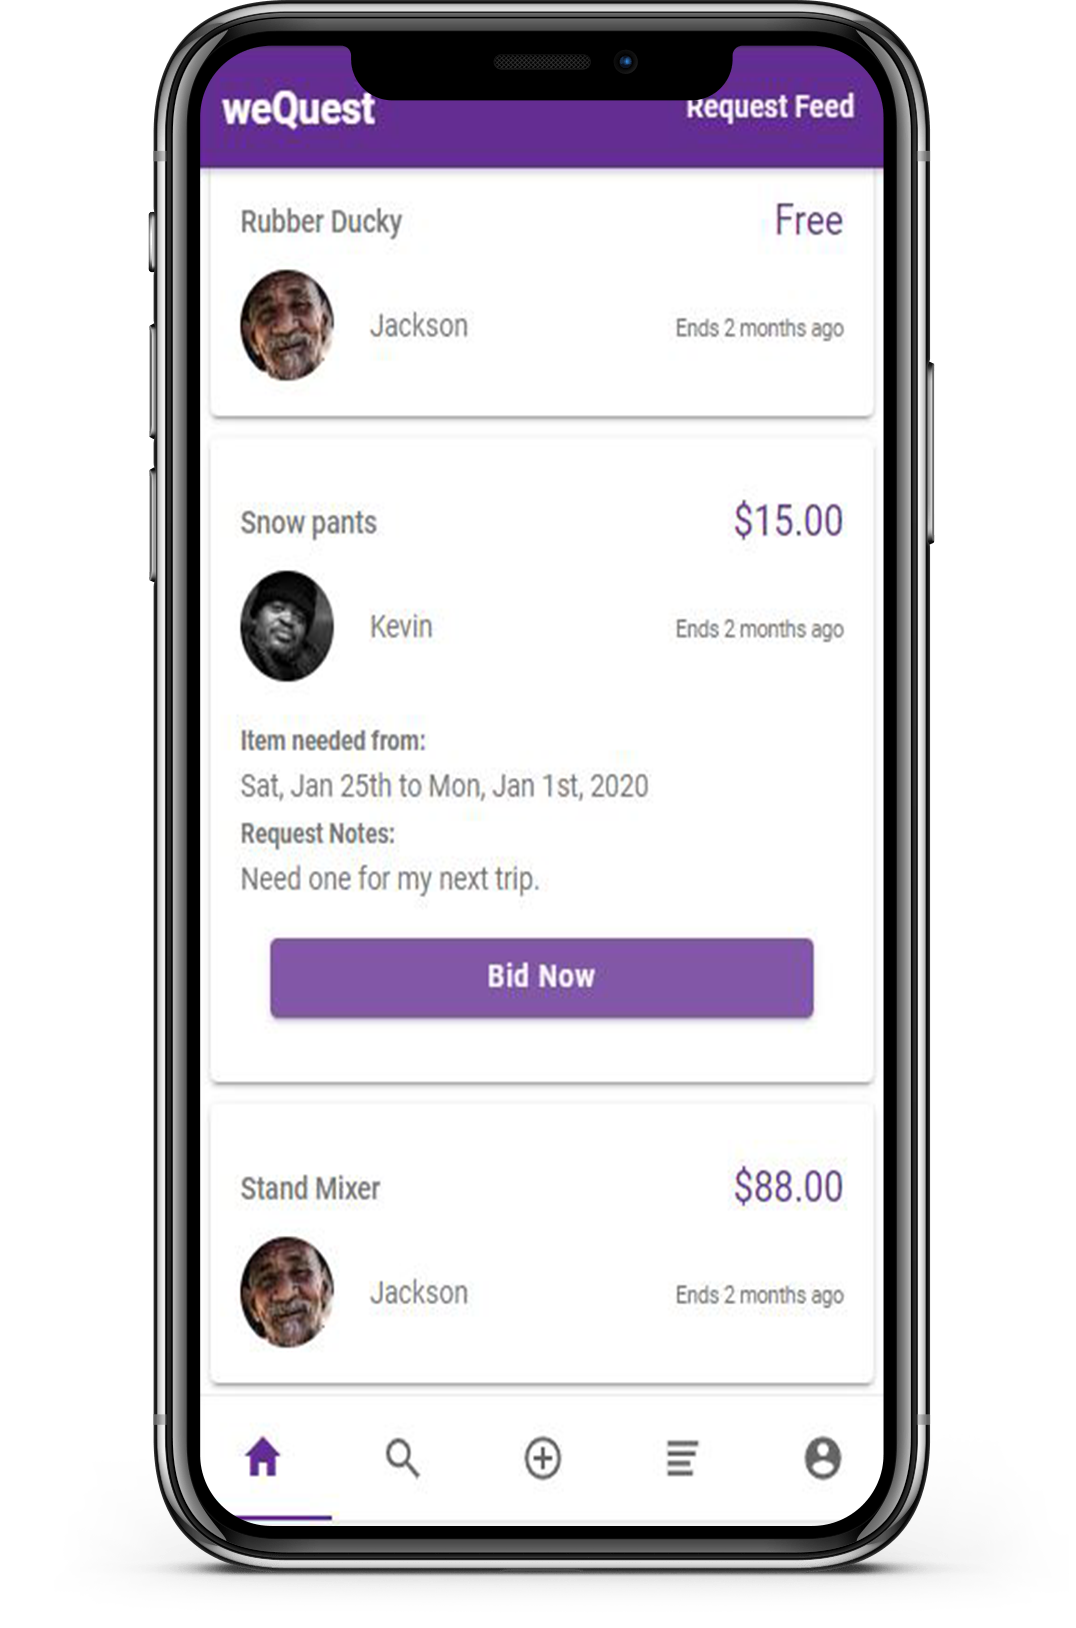 weQuest
Request Feed
Rubber Ducky
Free
Jackson
Ends 2 months ago
Snow pants
$15.00
Kevin
Ends 2 months ago
Item needed from:
Sat, Jan 25th to Mon, Jan 1st, 2020
Request Notes:
Need one for my next trip.
Bid Now
Stand Mixer
$88.00
Jackson
Ends 2 months ago